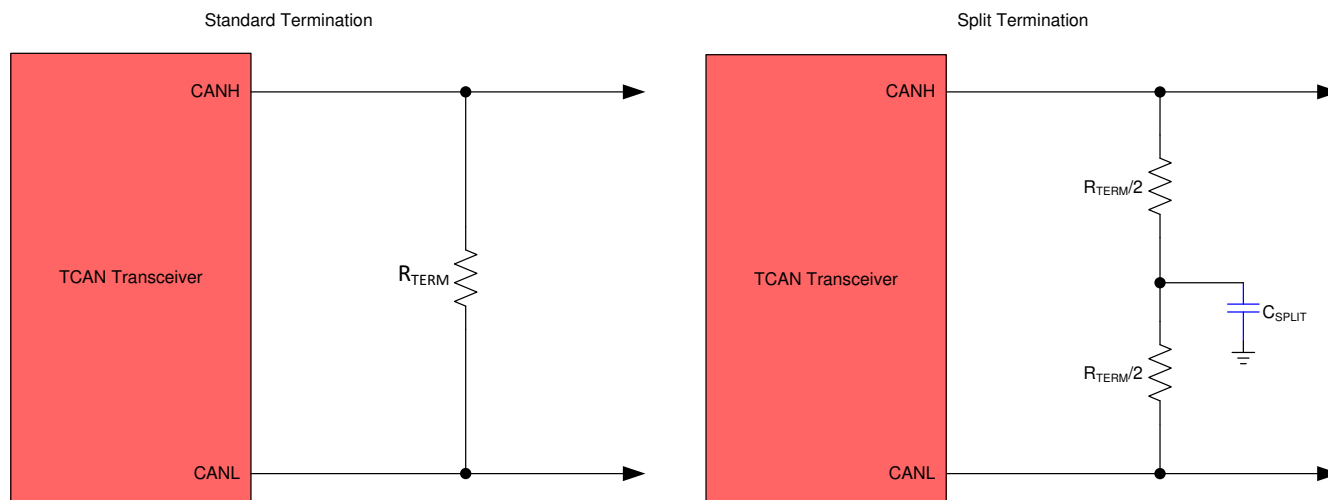 Standard Termination
CANH
TCAN Transceiver
RTERM
CANL
Split Termination
CANH
RTERM/2
TCAN Transceiver
CSPLIT
RTERM/2
CANL